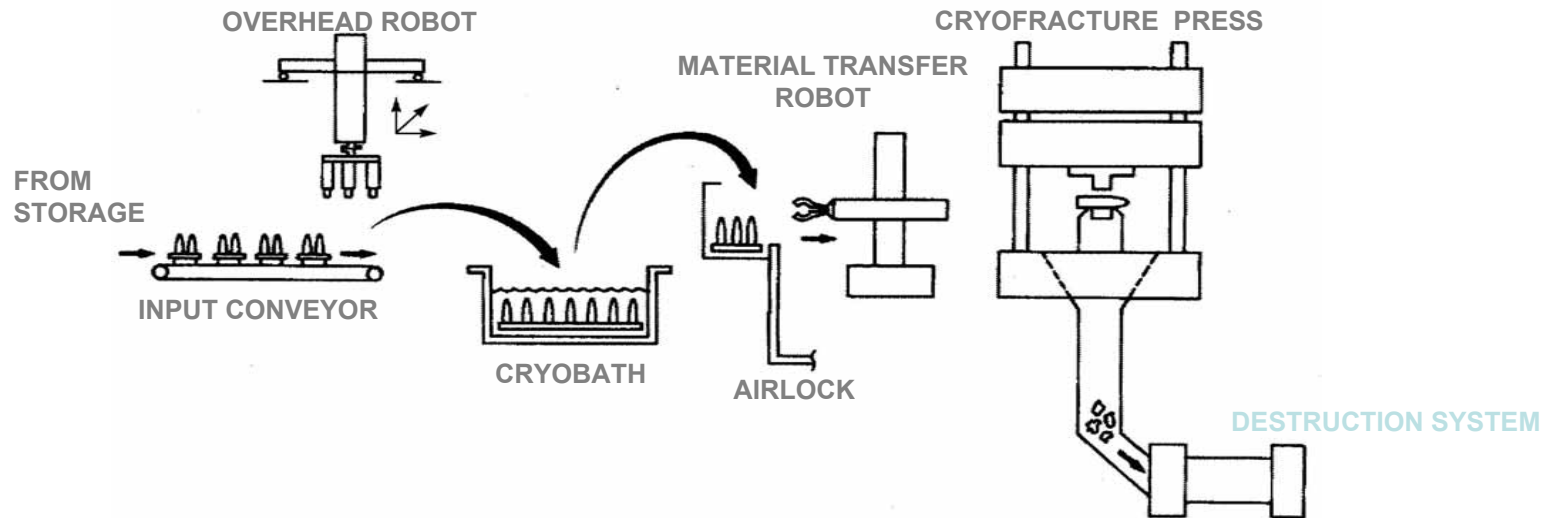 OVERHEAD ROBOT
CRYOFRACTURE PRESS
MATERIAL TRANSFER
ROBOT
FROM
STORAGE
INPUT CONVEYOR
CRYOBATH
AIRLOCK
DESTRUCTION SYSTEM